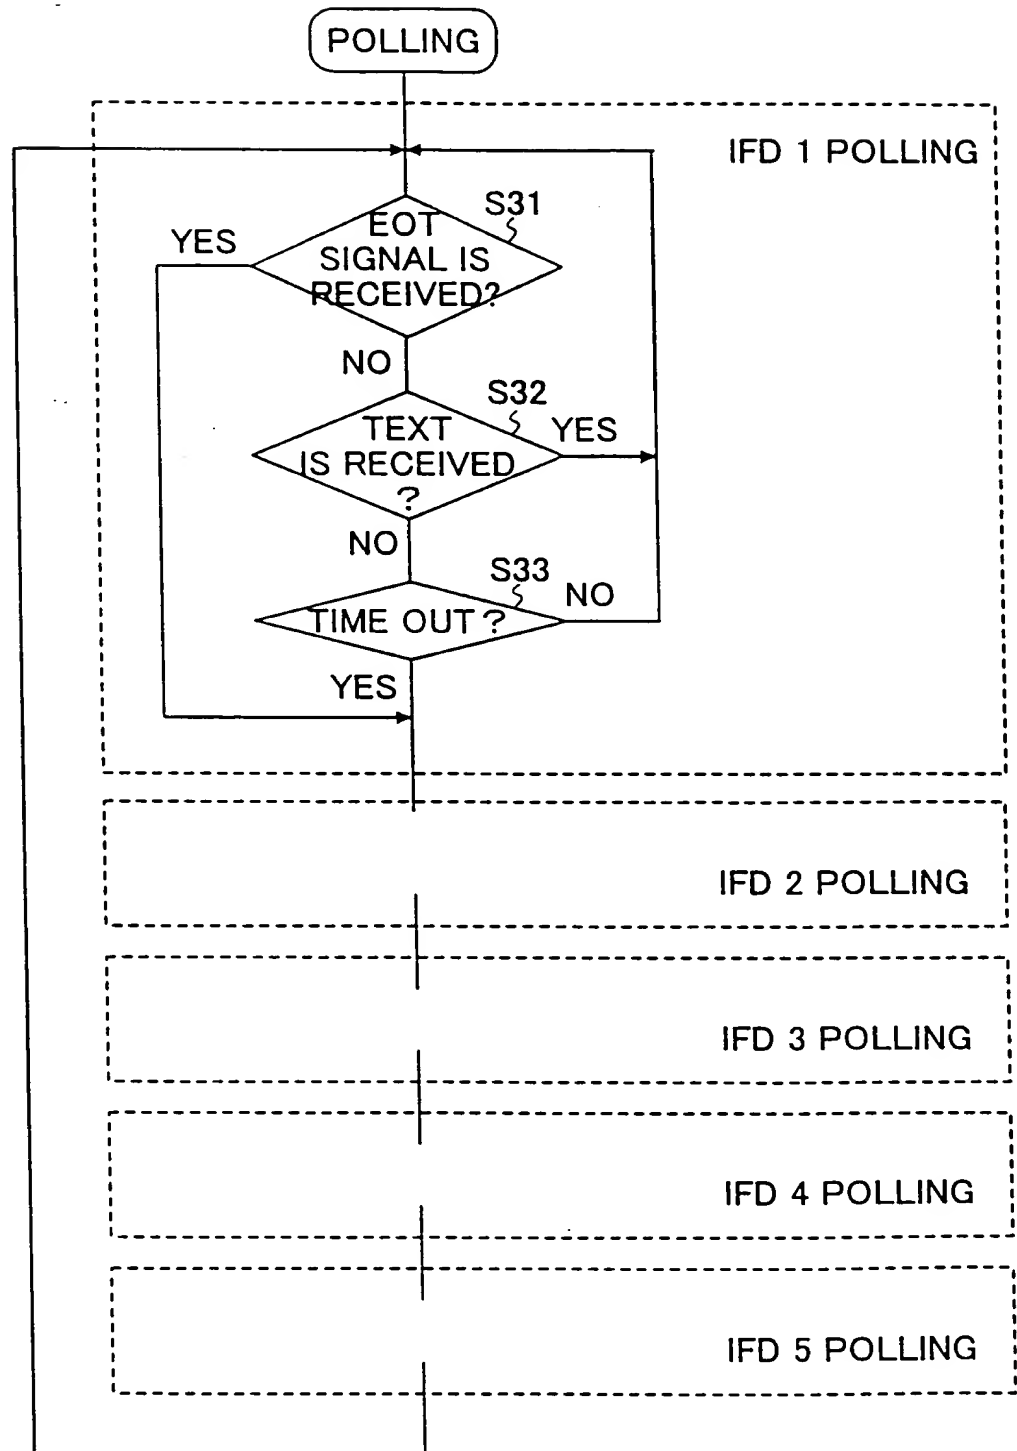 POLLING
IFD 1 POLLING
S31
EOT
SIGNAL IS
RECEIVED?
YES
NO
S32
TEXT
IS RECEIVED
?
YES
NO
S33
TIME OUT ?
NO
YES
IFD 2 POLLING
IFD 3 POLLING
IFD 4 POLLING
IFD 5 POLLING